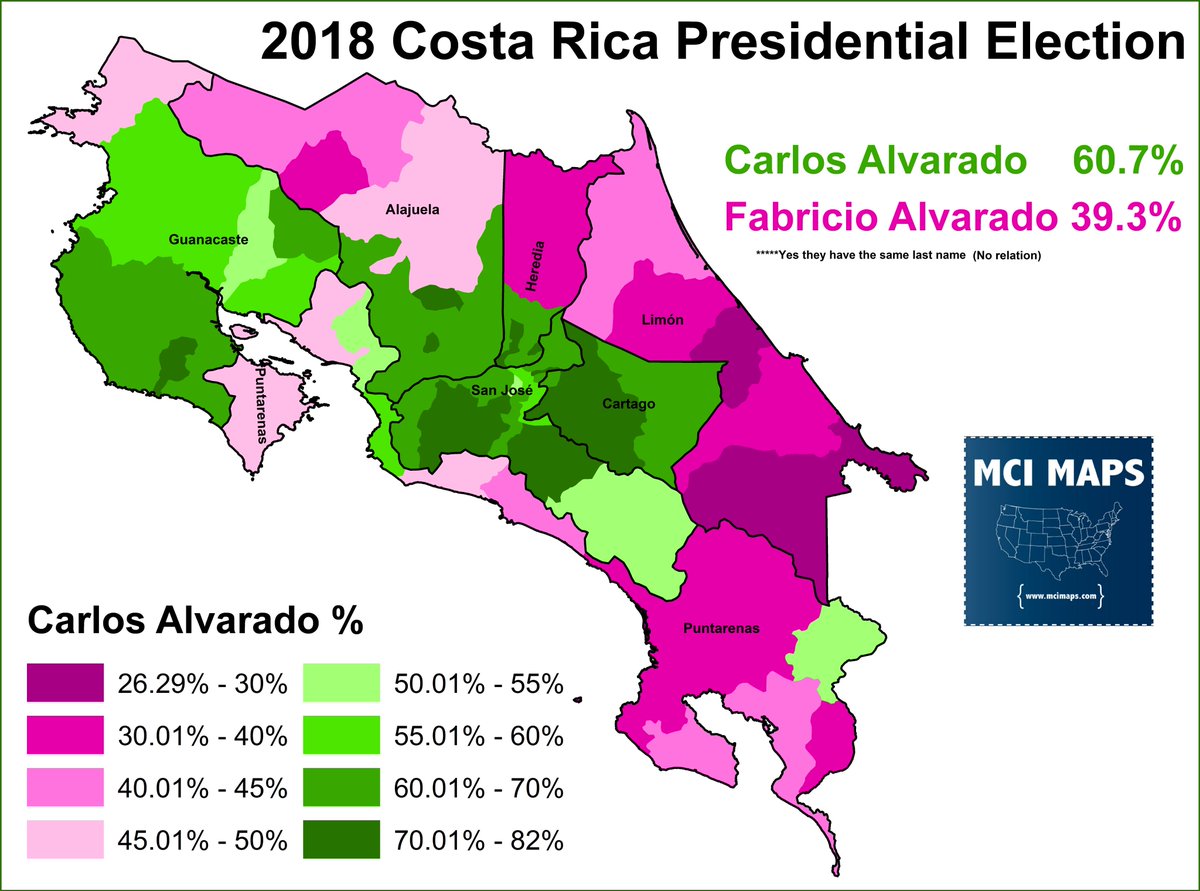 2018 Costa Rica Presidential Election
Carlos Alvarado 60.7%
Fabricio Alvarado 39.3%
*****Yes they have the same last name (No relation)
Alajuela
Guanacaste
Heredia
Limón
Puntarenas
San José
Cartago
Puntarenas
MCI MAPS
{ www.mcimaps.com }
Carlos Alvarado %
26.29% - 30%
30.01% - 40%
40.01% - 45%
45.01% - 50%
50.01% - 55%
55.01% - 60%
60.01% - 70%
70.01% - 82%